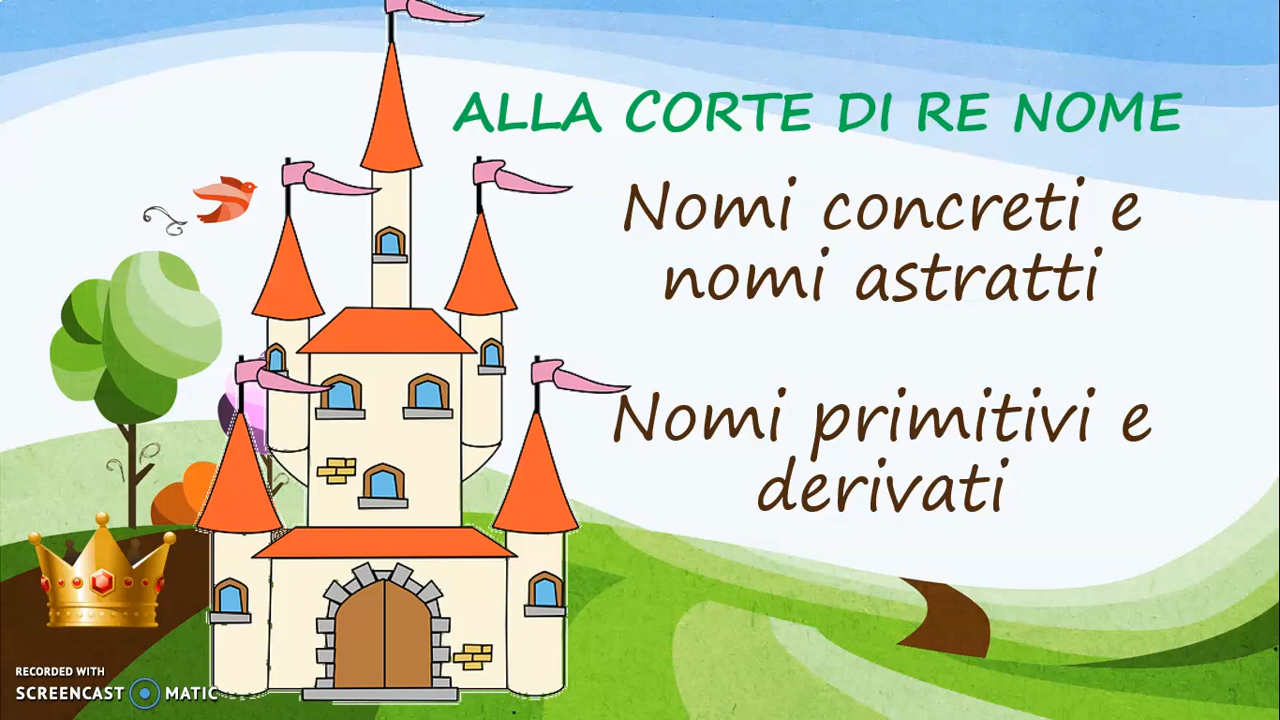 ALLA CORTE DI RE NOME
Nomi concreti e
nomi astratti
Nomi primitivi e
derivati
RECORDED WITH
SCREENCAST MATIC